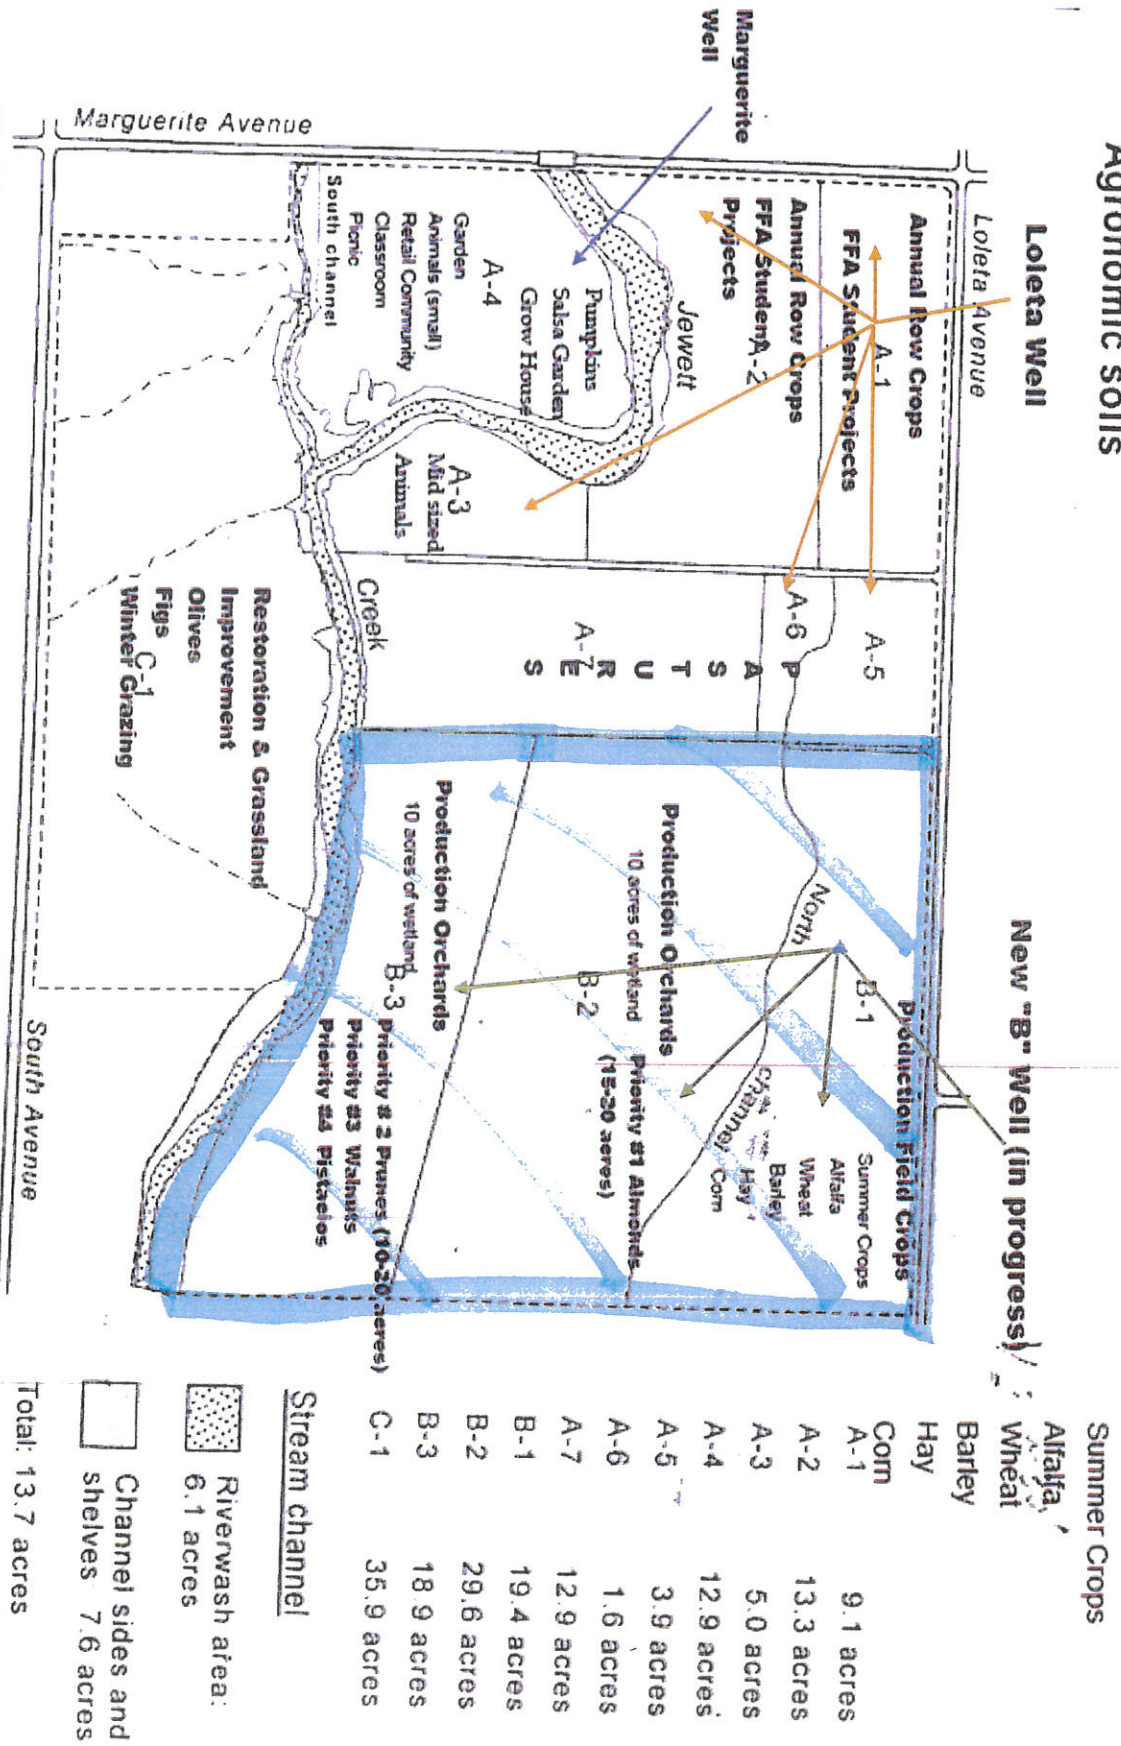 Agronomic soils
Loleta Well
New "B" Well (in progress)
Marguerite
Well
Marguerite Avenue
Loleta Avenue
South Avenue
Annual Row Crops
A-1
FFA Student Projects
Annual Row Crops
FFA Student
A-2
Projects
Jewett
Creek
Pumpkins
Salsa Garden
Grow House
A-4
Garden
Animals (small)
Retail Community
Classroom
Picnic
South channel
A-3
Mid sized
Animals
A-5
A-6
A-7
P
A
S
T
U
R
E
S
Restoration & Grassland
Improvement
Olives
Figs
C-1
Winter Grazing
Production Field Crops
B-1
Summer Crops
Alfalfa
Wheat
Barley
Hay
Corn
North
Channel
Production Orchards
10 acres of wetland
B-2
Priority #1 Almonds
(15-20 acres)
Production Orchards
10 acres of wetland
B-3
Priority # 2 Prunes (10-20 acres)
Priority #3 Walnuts
Priority #4 Pistacios
Summer Crops
Alfalfa
Wheat
Barley
Hay
Corn
A-1 9.1 acres
A-2 13.3 acres
A-3 5.0 acres
A-4 12.9 acres
A-5 3.9 acres
A-6 1.6 acres
A-7 12.9 acres
B-1 19.4 acres
B-2 29.6 acres
B-3 18.9 acres
C-1 35.9 acres
Stream channel
Riverwash area:
6.1 acres
Channel sides and
shelves 7.6 acres
Total: 13.7 acres